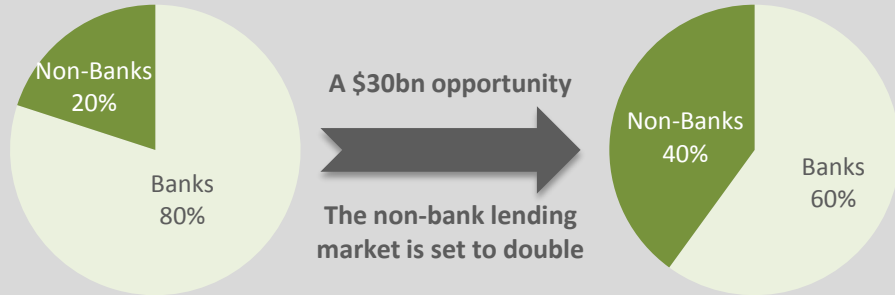 Non-Banks
20%
Banks
80%
A $30bn opportunity
The non-bank lending
market is set to double
Non-Banks
40%
Banks
60%